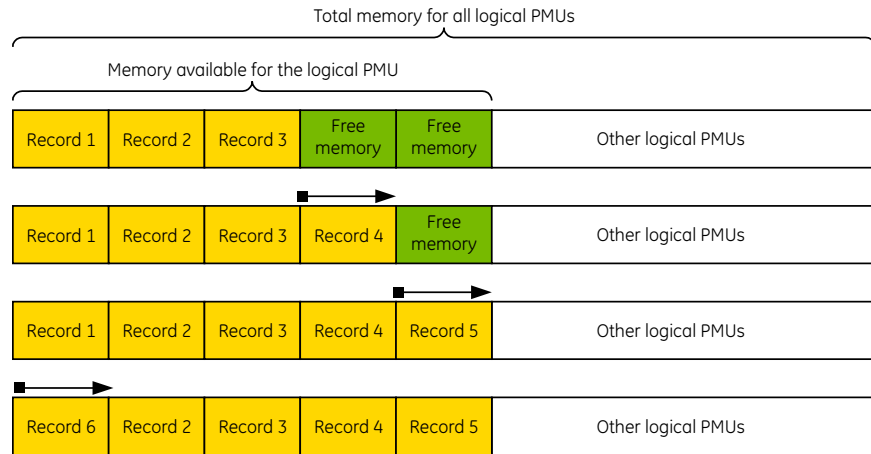 Total memory for all logical PMUs
Memory available for the logical PMU
Record 1 Record 2 Record 3 Free memory Free memory Other logical PMUs
Record 1 Record 2 Record 3 Record 4 Free memory Other logical PMUs
Record 1 Record 2 Record 3 Record 4 Record 5 Other logical PMUs
Record 6 Record 2 Record 3 Record 4 Record 5 Other logical PMUs